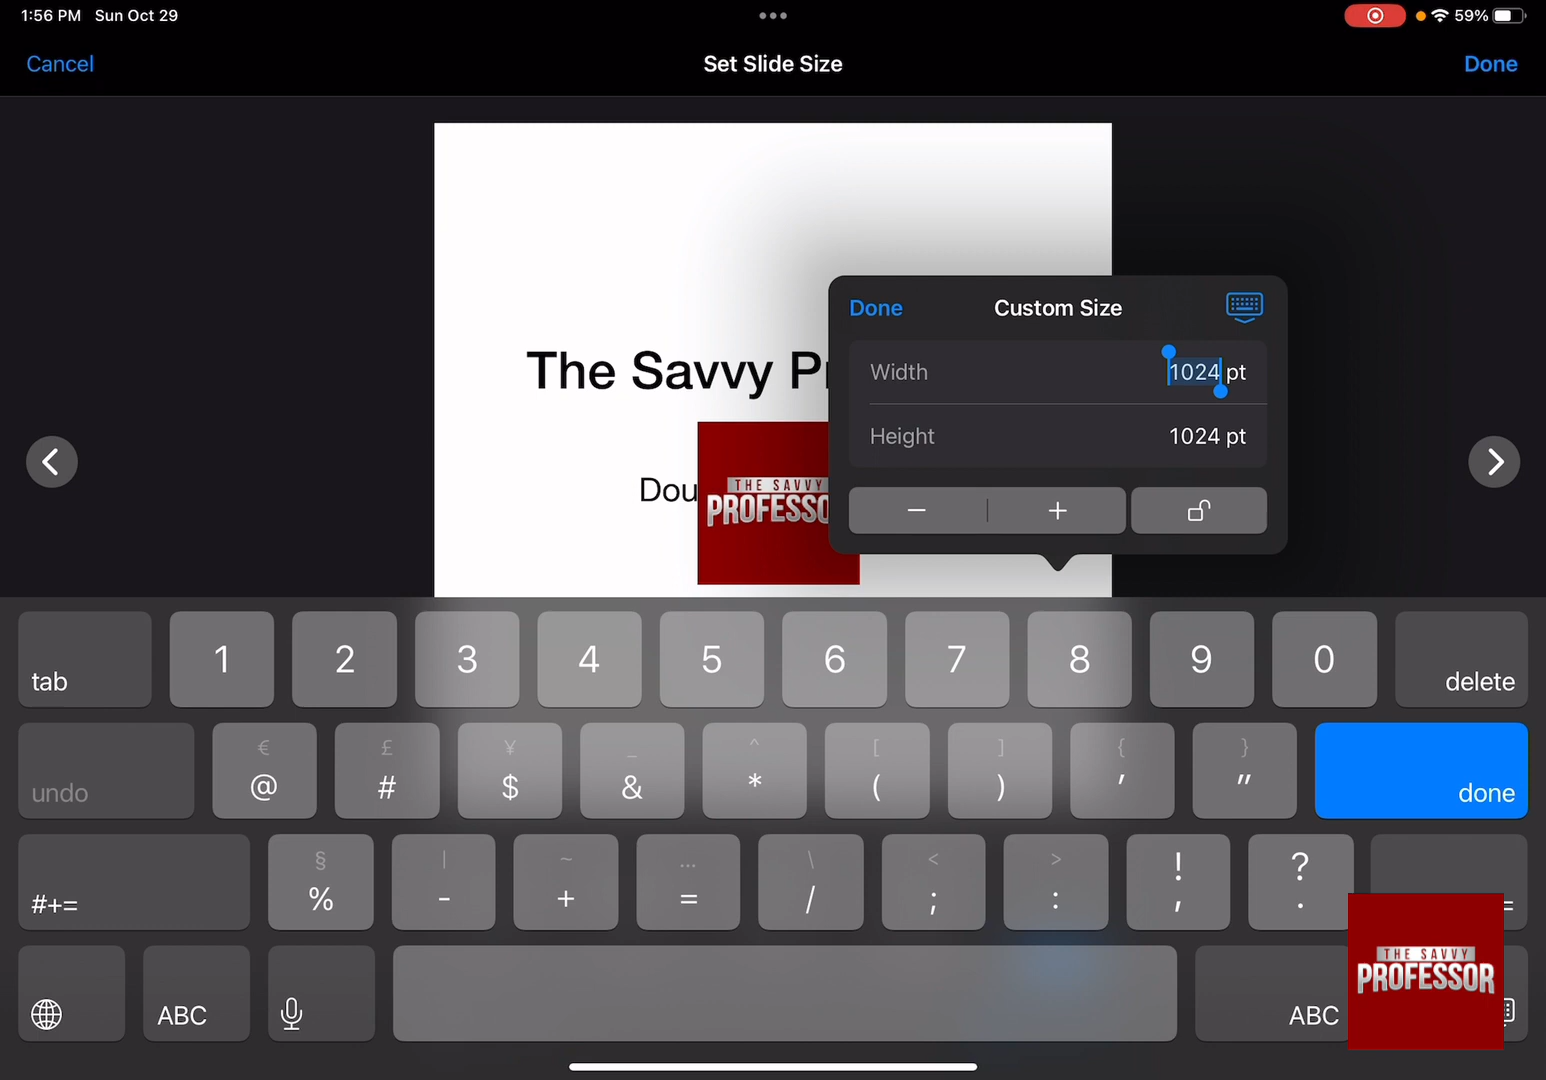 1:56 PM Sun Oct 29
59%
Cancel
Set Slide Size
Done
Done
Custom Size
Width
1024 pt
Height
1024 pt
− +
The Savvy P
Dou
THE SAVVY
PROFESSO
tab 1 2 3 4 5 6 7 8 9 0 delete
€ £ ¥ _ ^ [ ] { }
undo @ # $ & * ( ) ' " done
§ | ~ … \ < > ! ?
#+= % - + = / ; : , . =
ABC
ABC
THE SAVVY
PROFESSOR